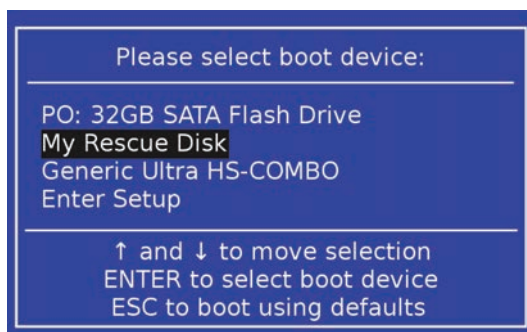 Please select boot device:
PO: 32GB SATA Flash Drive
My Rescue Disk
Generic Ultra HS-COMBO
Enter Setup
↑ and ↓ to move selection
ENTER to select boot device
ESC to boot using defaults